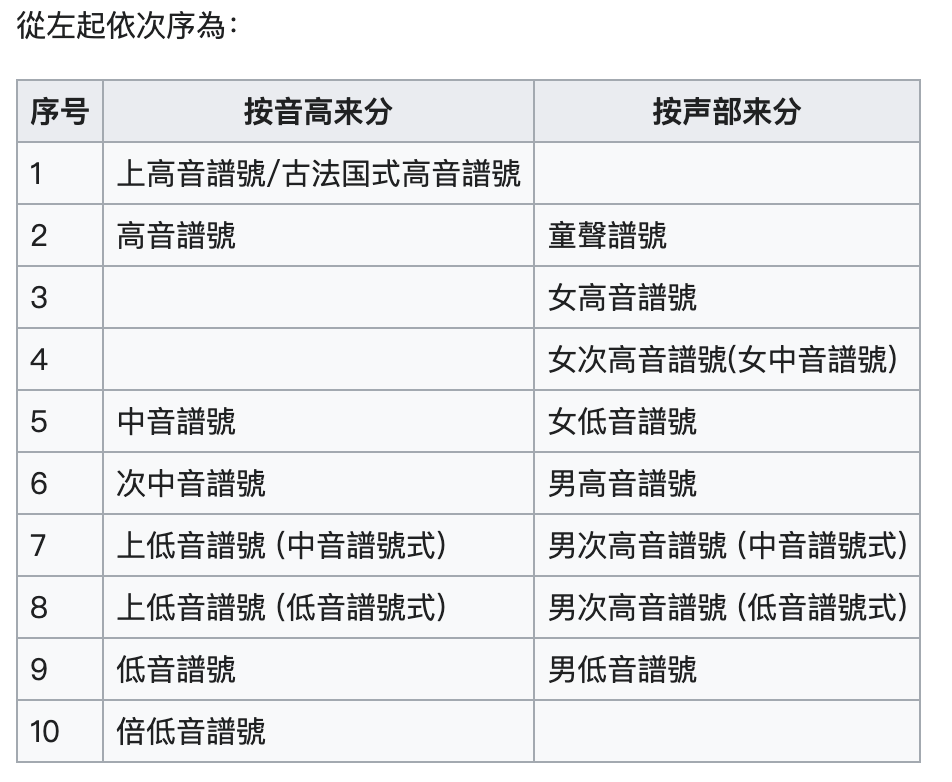 從左起依次序為：
序号 按音高来分 按声部来分
1 上高音譜號/古法国式高音譜號
2 高音譜號 童聲譜號
3 女高音譜號
4 女次高音譜號(女中音譜號)
5 中音譜號 女低音譜號
6 次中音譜號 男高音譜號
7 上低音譜號 (中音譜號式) 男次高音譜號 (中音譜號式)
8 上低音譜號 (低音譜號式) 男次高音譜號 (低音譜號式)
9 低音譜號 男低音譜號
10 倍低音譜號